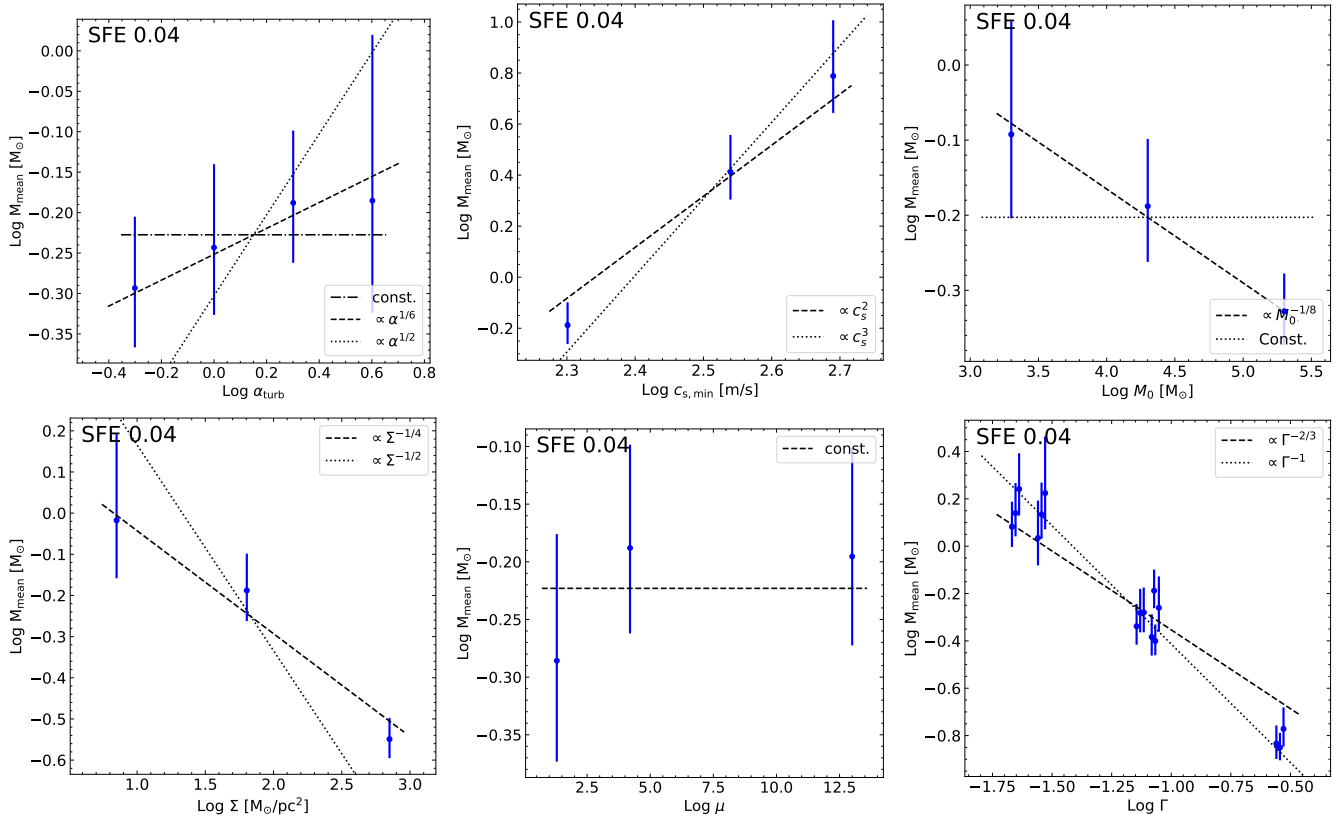 SFE 0.04
Log M_mean [M_⊙]
0.00
−0.05
−0.10
−0.15
−0.20
−0.25
−0.30
−0.35
const.
∝ α^{1/6}
∝ α^{1/2}
−0.4
−0.2
0.0
0.2
0.4
0.6
0.8
Log α_turb
SFE 0.04
Log M_mean [M_⊙]
1.0
0.8
0.6
0.4
0.2
0.0
−0.2
∝ c_s^2
∝ c_s^3
2.3
2.4
2.5
2.6
2.7
Log c_{s,min} [m/s]
SFE 0.04
Log M_mean [M_⊙]
0.0
−0.1
−0.2
−0.3
∝ M_0^{−1/8}
Const.
3.0
3.5
4.0
4.5
5.0
5.5
Log M_0 [M_⊙]
SFE 0.04
Log M_mean [M_⊙]
0.2
0.1
0.0
−0.1
−0.2
−0.3
−0.4
−0.5
−0.6
∝ Σ^{−1/4}
∝ Σ^{−1/2}
1.0
1.5
2.0
2.5
3.0
Log Σ [M_⊙/pc^2]
SFE 0.04
Log M_mean [M_⊙]
−0.10
−0.15
−0.20
−0.25
−0.30
−0.35
const.
2.5
5.0
7.5
10.0
12.5
Log μ
SFE 0.04
Log M_mean [M_⊙]
0.4
0.2
0.0
−0.2
−0.4
−0.6
−0.8
∝ Γ^{−2/3}
∝ Γ^{−1}
−1.75
−1.50
−1.25
−1.00
−0.75
−0.50
Log Γ